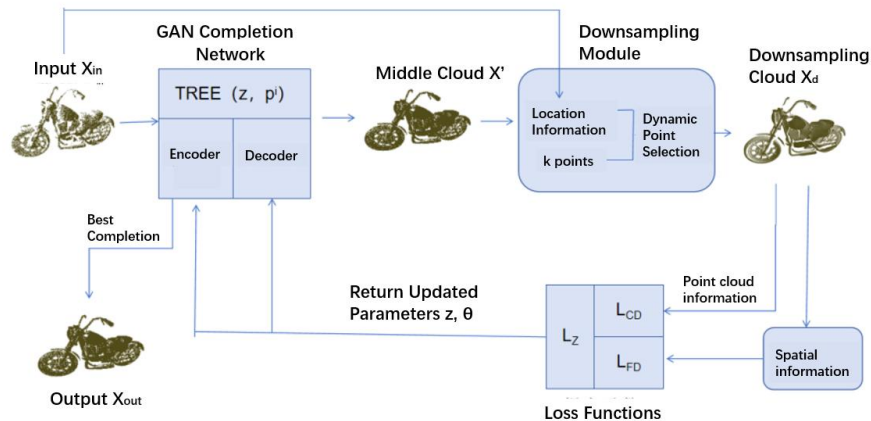 GAN Completion
Network
Downsampling
Module
Downsampling
Cloud Xd
Input Xin
TREE (z, pⁱ)
Middle Cloud X'
Encoder
Decoder
Location
Information
k points
Dynamic
Point
Selection
Best
Completion
Return Updated
Parameters z, θ
Point cloud
information
LZ
LCD
LFD
Spatial
information
Output Xout
Loss Functions